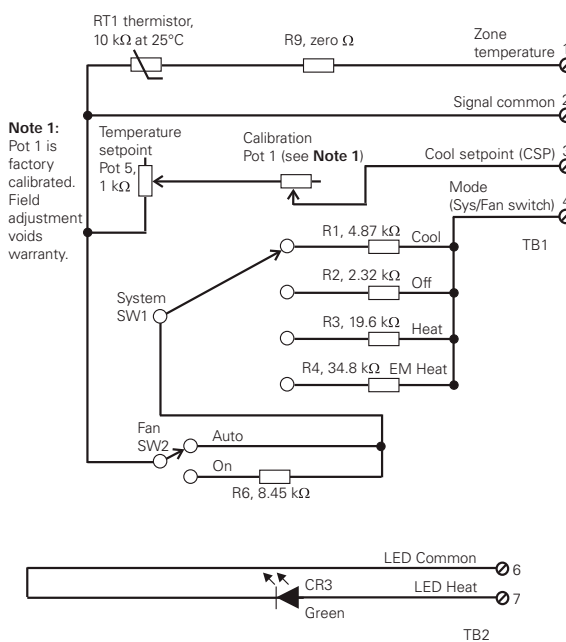 RT1 thermistor,
10 kΩ at 25°C
R9, zero Ω
Zone
temperature
1
Signal common
2
Note 1:
Pot 1 is
factory
calibrated.
Field
adjustment
voids
warranty.
Temperature
setpoint
Pot 5,
1 kΩ
Calibration
Pot 1 (see Note 1)
Cool setpoint (CSP)
3
Mode
(Sys/Fan switch)
4
TB1
R1, 4.87 kΩ
Cool
R2, 2.32 kΩ
Off
R3, 19.6 kΩ
Heat
R4, 34.8 kΩ
EM Heat
System
SW1
Fan
SW2
Auto
On
R6, 8.45 kΩ
LED Common
6
CR3
Green
LED Heat
7
TB2